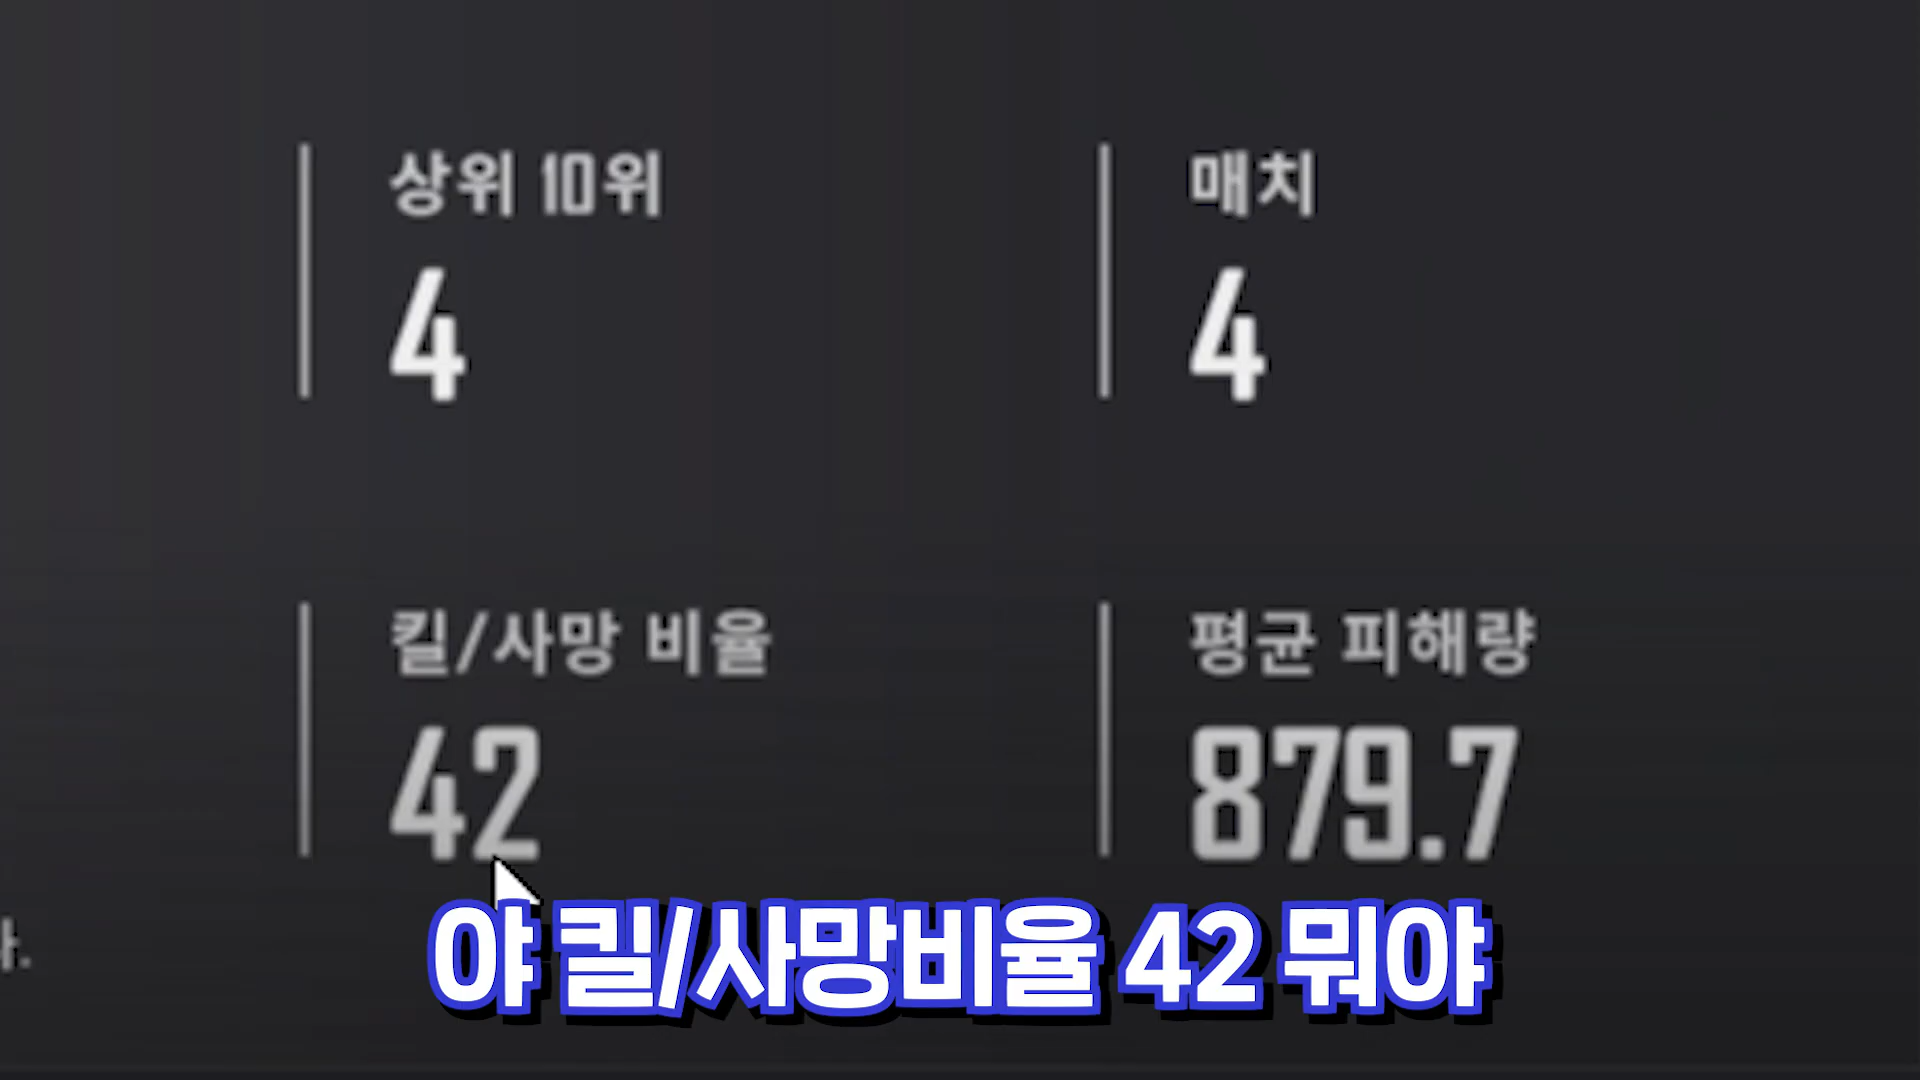 상위 10위
4
매치
4
킬/사망 비율
42
평균 피해량
879.7
야 킬/사망비율 42 뭐야